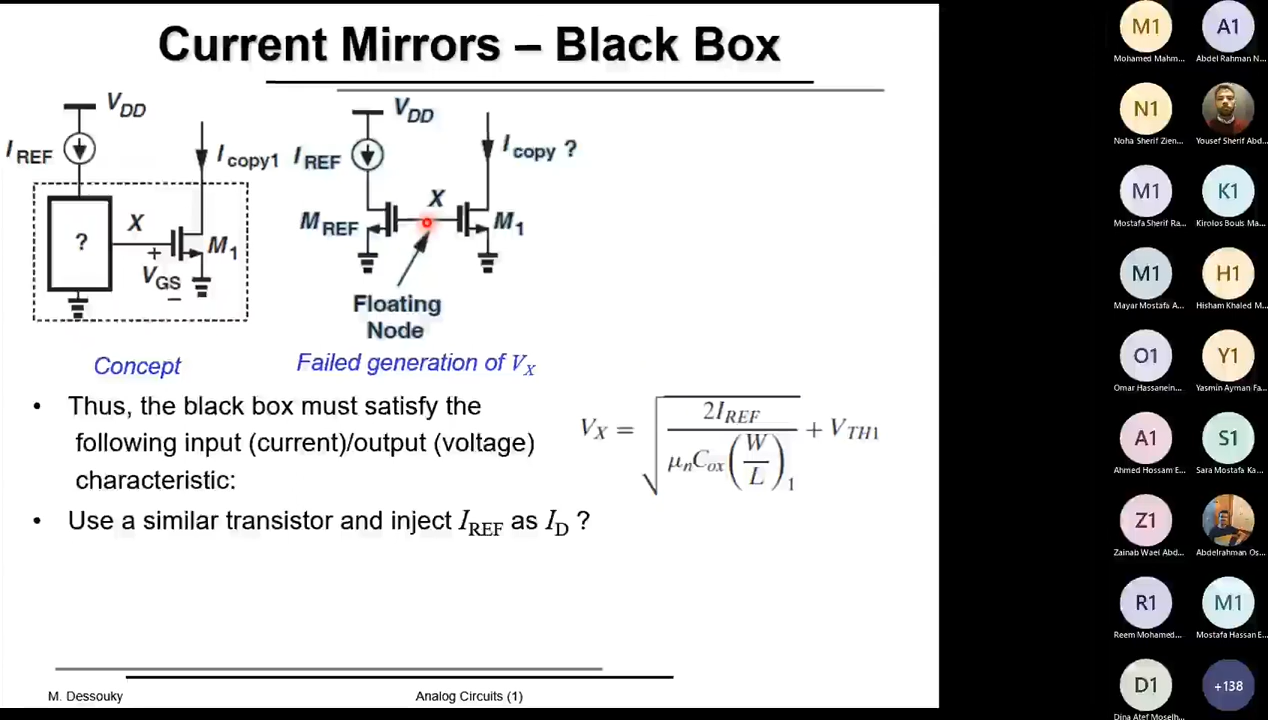 Current Mirrors – Black Box
V_DD
I_REF
I_copy1
?
X
+
V_GS
–
M_1
V_DD
I_REF
I_copy ?
X
M_REF
M_1
Floating
Node
Concept
Failed generation of V_X
• Thus, the black box must satisfy the
following input (current)/output (voltage)
characteristic:
V_X = √(2I_REF / (μ_n C_ox (W/L)_1)) + V_TH1
• Use a similar transistor and inject I_REF as I_D ?
M. Dessouky
Analog Circuits (1)
M1
Mohamed Mahm...
A1
Abdel Rahman N...
N1
Noha Sherif Zien...
Yousef Sherif Abd...
M1
Mostafa Sherif Ra...
K1
Kirolos Bouls Ma...
M1
Mayar Mostafa A...
H1
Hisham Khaled M...
O1
Omar Hassanein...
Y1
Yasmin Ayman Fa...
A1
Ahmed Hossam E...
S1
Sara Mostafa Ka...
Z1
Zainab Wael Abd...
Abdelrahman Os...
R1
Reem Mohamed...
M1
Mostafa Hassan E...
D1
Dina Atef Moselh...
+138